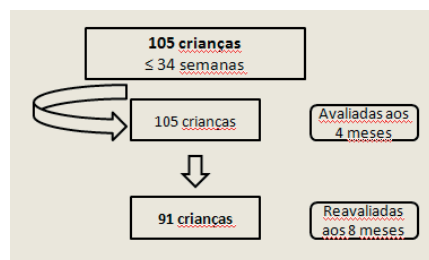 105 crianças
≤ 34 semanas
105 crianças
Avaliadas aos
4 meses
91 crianças
Reavaliadas
aos 8 meses